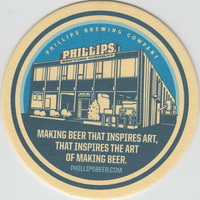 PHILLIPS BREWING COMPANY
PHILLIPS
MAKING BEER THAT INSPIRES ART,
THAT INSPIRES THE ART
OF MAKING BEER.
PHILLIPSBEER.COM